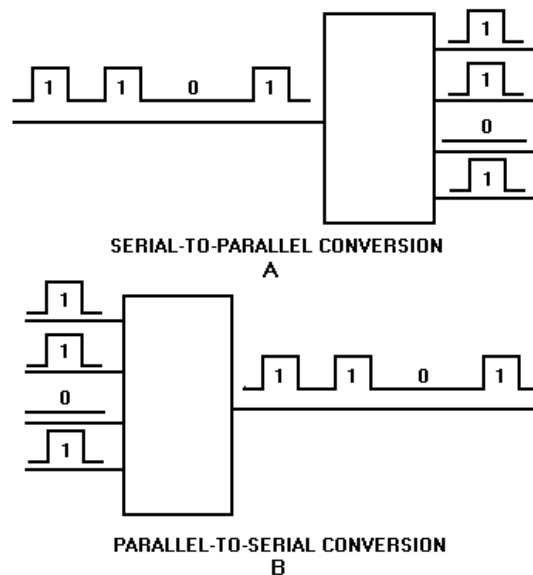 1
1 1 0 1
1
0
1
SERIAL-TO-PARALLEL CONVERSION
A
1
1
1 1 0 1
0
1
PARALLEL-TO-SERIAL CONVERSION
B